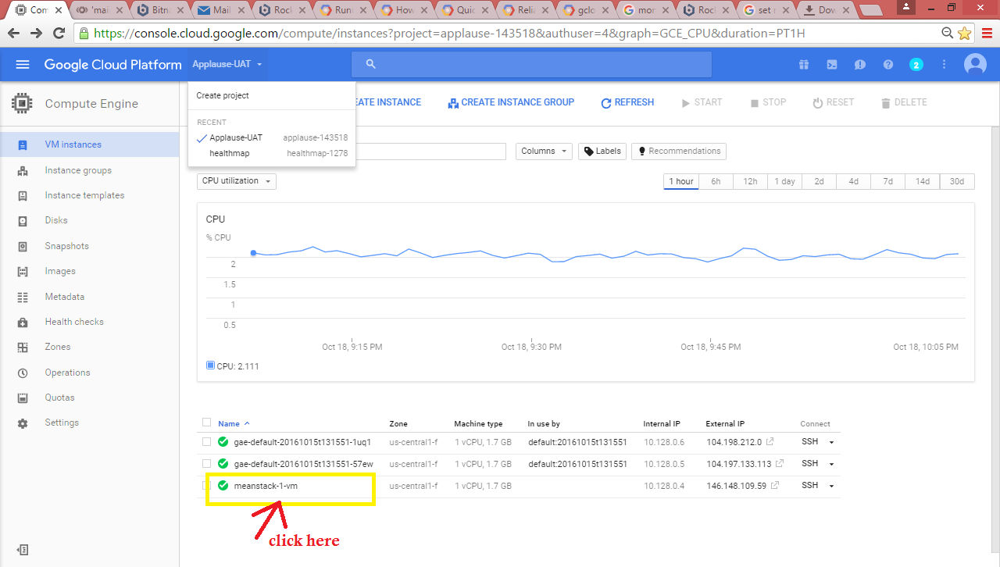 Con
'mai
Bitna
Mail
Rock
Runi
How
Quic
Relia
gclo
mor
Rock
set r
Dow
https://console.cloud.google.com/compute/instances?project=applause-143518&authuser=4&graph=GCE_CPU&duration=PT1H
Google Cloud Platform Applause-UAT 2
Create project
RECENT
Applause-UAT applause-143518
healthmap healthmap-1278
Compute Engine
EATE INSTANCE CREATE INSTANCE GROUP REFRESH START STOP RESET DELETE
VM instances
Instance groups
Instance templates
Disks
Snapshots
Images
Metadata
Health checks
Zones
Operations
Quotas
Settings
Columns Labels Recommendations
CPU utilization 1 hour 6h 12h 1 day 2d 4d 7d 14d 30d
CPU
% CPU
2
1.5
1
0.5
Oct 18, 9:15 PM Oct 18, 9:30 PM Oct 18, 9:45 PM Oct 18, 10:05 PM
CPU: 2.111
Name Zone Machine type In use by Internal IP External IP Connect
gae-default-20161015t131551-1uq1 us-central1-f 1 vCPU, 1.7 GB default:20161015t131551 10.128.0.6 104.198.212.0 SSH
gae-default-20161015t131551-57ew us-central1-f 1 vCPU, 1.7 GB default:20161015t131551 10.128.0.5 104.197.133.113 SSH
meanstack-1-vm us-central1-f 1 vCPU, 1.7 GB 10.128.0.4 146.148.109.59 SSH
click here